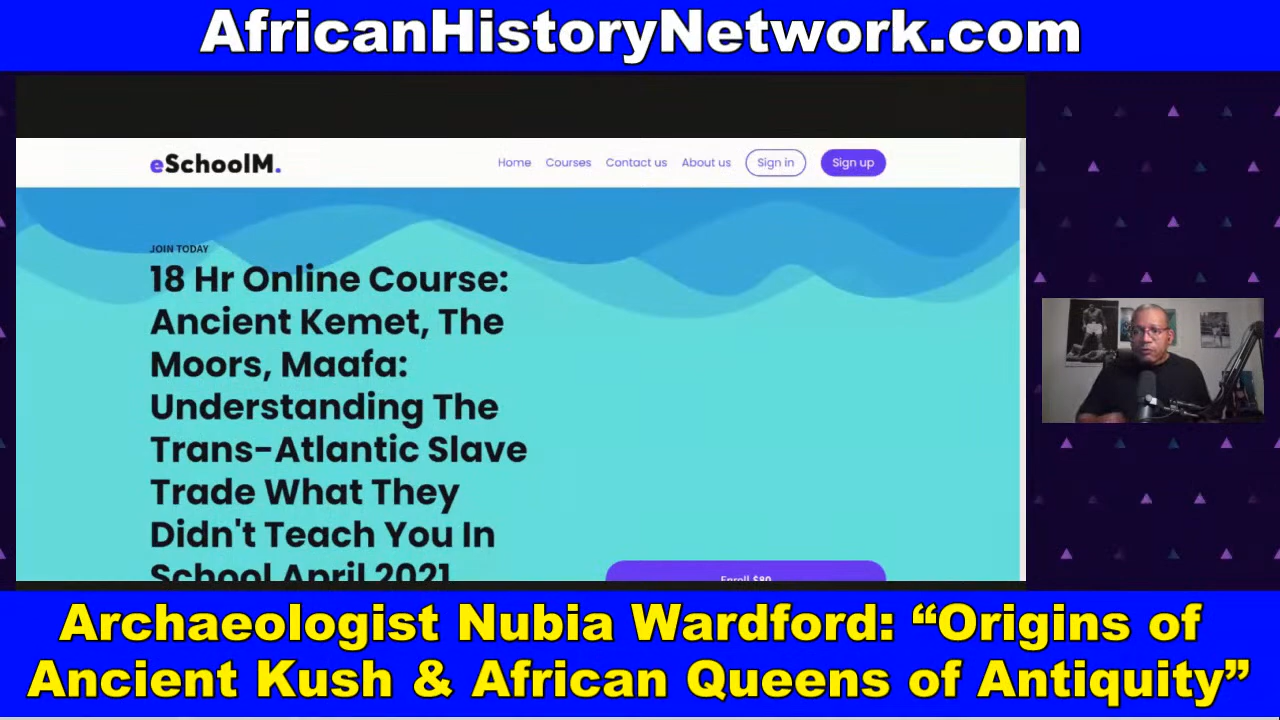 AfricanHistoryNetwork.com
eSchoolM.
Home Courses Contact us About us Sign in Sign up
JOIN TODAY
18 Hr Online Course:
Ancient Kemet, The
Moors, Maafa:
Understanding The
Trans-Atlantic Slave
Trade What They
Didn't Teach You In
School April 2021
Enroll $80
Archaeologist Nubia Wardford: “Origins of
Ancient Kush & African Queens of Antiquity”